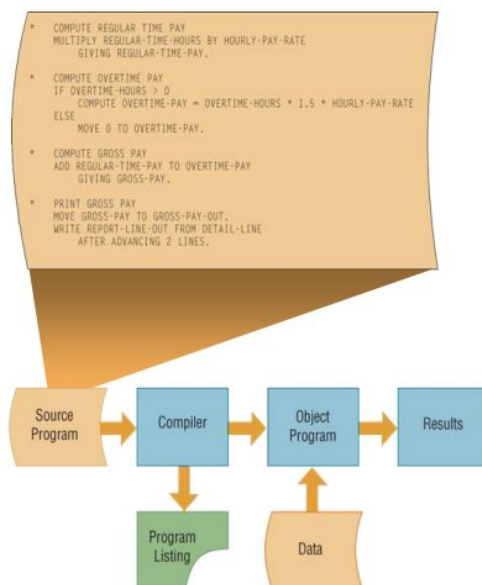 * COMPUTE REGULAR TIME PAY
MULTIPLY REGULAR-TIME-HOURS BY HOURLY-PAY-RATE
GIVING REGULAR-TIME-PAY.
* COMPUTE OVERTIME PAY
IF OVERTIME-HOURS > 0
COMPUTE OVERTIME-PAY = OVERTIME-HOURS * 1.5 * HOURLY-PAY-RATE
ELSE
MOVE 0 TO OVERTIME-PAY.
* COMPUTE GROSS PAY
ADD REGULAR-TIME-PAY TO OVERTIME-PAY
GIVING GROSS-PAY.
* PRINT GROSS PAY
MOVE GROSS-PAY TO GROSS-PAY-OUT.
WRITE REPORT-LINE-OUT FROM DETAIL-LINE
AFTER ADVANCING 2 LINES.
Source
Program
Compiler
Object
Program
Results
Program
Listing
Data